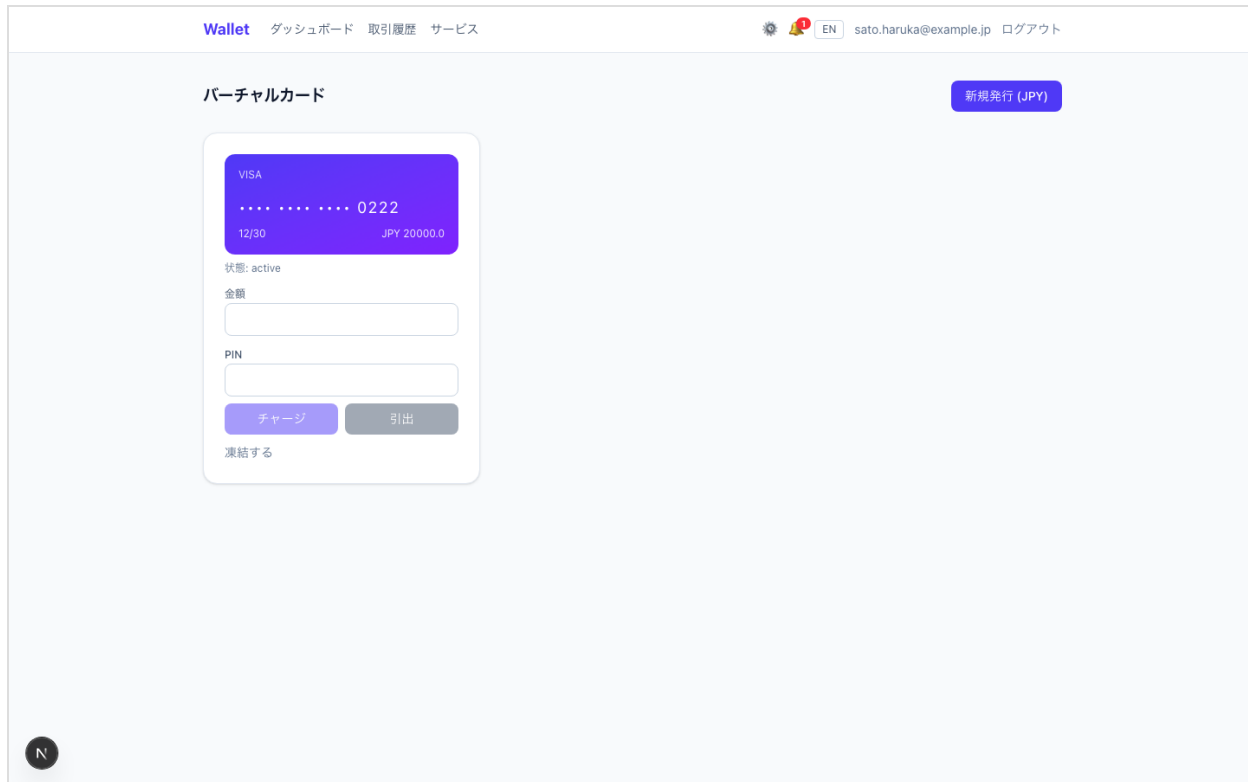 Wallet ダッシュボード 取引履歴 サービス 1 EN sato.haruka@example.jp ログアウト
バーチャルカード 新規発行 (JPY)
VISA
•••• •••• •••• 0222
12/30 JPY 20000.0
状態: active
金額
PIN
チャージ 引出
凍結する
N